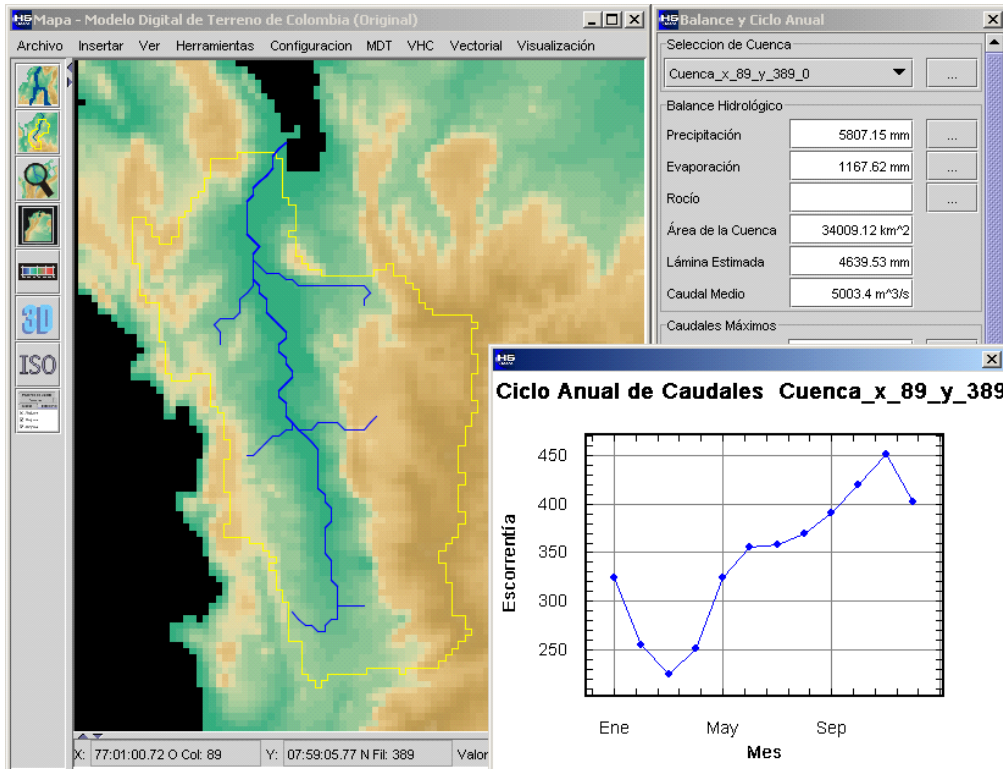 Mapa - Modelo Digital de Terreno de Colombia (Original)
Archivo Insertar Ver Herramientas Configuracion MDT VHC Vectorial Visualización
3D
ISO
X: 77:01:00.72 O Col: 89 Y: 07:59:05.77 N Fil: 389 Valor
Balance y Ciclo Anual
Seleccion de Cuenca
Cuenca_x_89_y_389_0 ...
Balance Hidrológico
Precipitación 5807.15 mm ...
Evaporación 1167.62 mm ...
Rocío ...
Área de la Cuenca 34009.12 km^2
Lámina Estimada 4639.53 mm
Caudal Medio 5003.4 m^3/s
Caudales Máximos
Ciclo Anual de Caudales Cuenca_x_89_y_389
Escorrentía
450
400
350
300
250
Ene May Sep
Mes